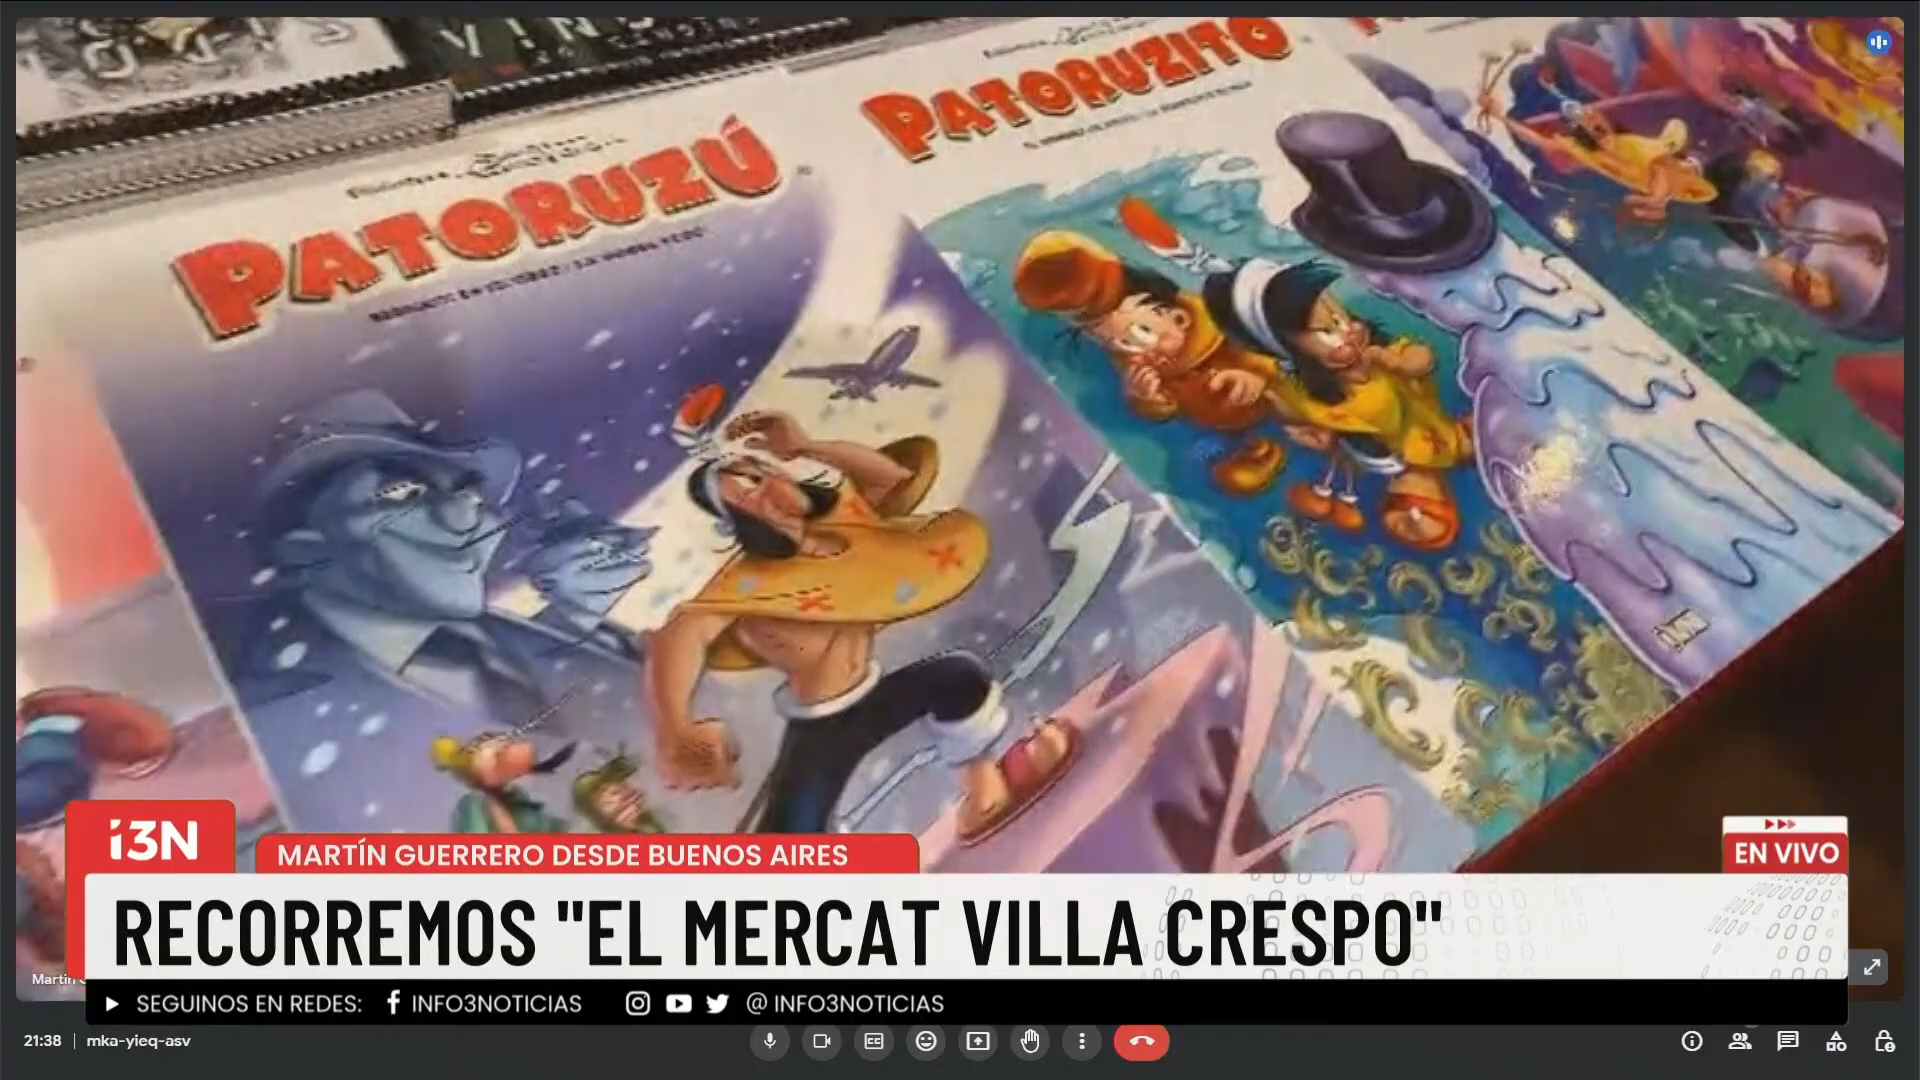 PATORUZÚ
PATORUZITO
i3N
MARTÍN GUERRERO DESDE BUENOS AIRES
EN VIVO
RECORREMOS "EL MERCAT VILLA CRESPO"
Martin
SEGUINOS EN REDES: INFO3NOTICIAS @INFO3NOTICIAS
21:38 | mka-yieq-asv